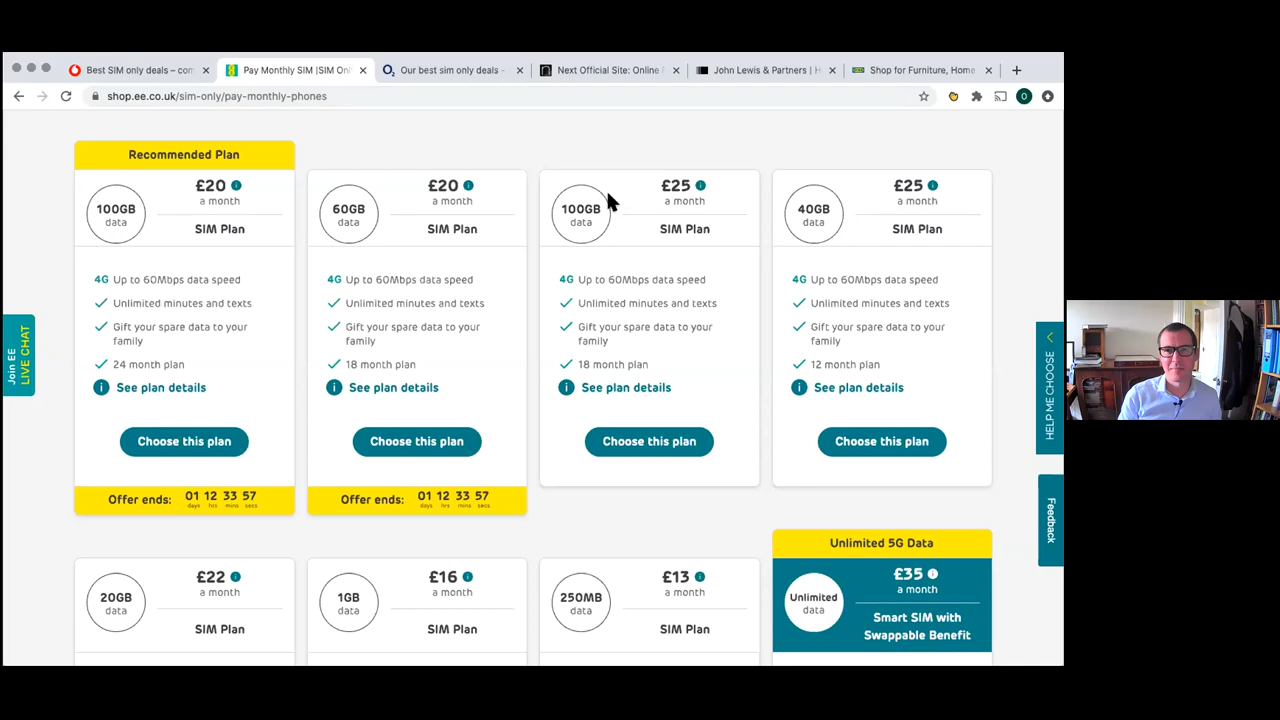 Best SIM only deals – com
Pay Monthly SIM |SIM Onl
Our best sim only deals -
Next Official Site: Online F
John Lewis & Partners | H
Shop for Furniture, Home
shop.ee.co.uk/sim-only/pay-monthly-phones
O
Recommended Plan
100GB
data
£20
a month
SIM Plan
4G Up to 60Mbps data speed
Unlimited minutes and texts
Gift your spare data to your
family
24 month plan
See plan details
Choose this plan
Offer ends: 01 12 33 57
days hrs mins secs
60GB
data
£20
a month
SIM Plan
4G Up to 60Mbps data speed
Unlimited minutes and texts
Gift your spare data to your
family
18 month plan
See plan details
Choose this plan
Offer ends: 01 12 33 57
days hrs mins secs
100GB
data
£25
a month
SIM Plan
4G Up to 60Mbps data speed
Unlimited minutes and texts
Gift your spare data to your
family
18 month plan
See plan details
Choose this plan
40GB
data
£25
a month
SIM Plan
4G Up to 60Mbps data speed
Unlimited minutes and texts
Gift your spare data to your
family
12 month plan
See plan details
Choose this plan
20GB
data
£22
a month
SIM Plan
1GB
data
£16
a month
SIM Plan
250MB
data
£13
a month
SIM Plan
Unlimited 5G Data
Unlimited
data
£35
a month
Smart SIM with
Swappable Benefit
Join EE
LIVE CHAT
HELP ME CHOOSE
Feedback